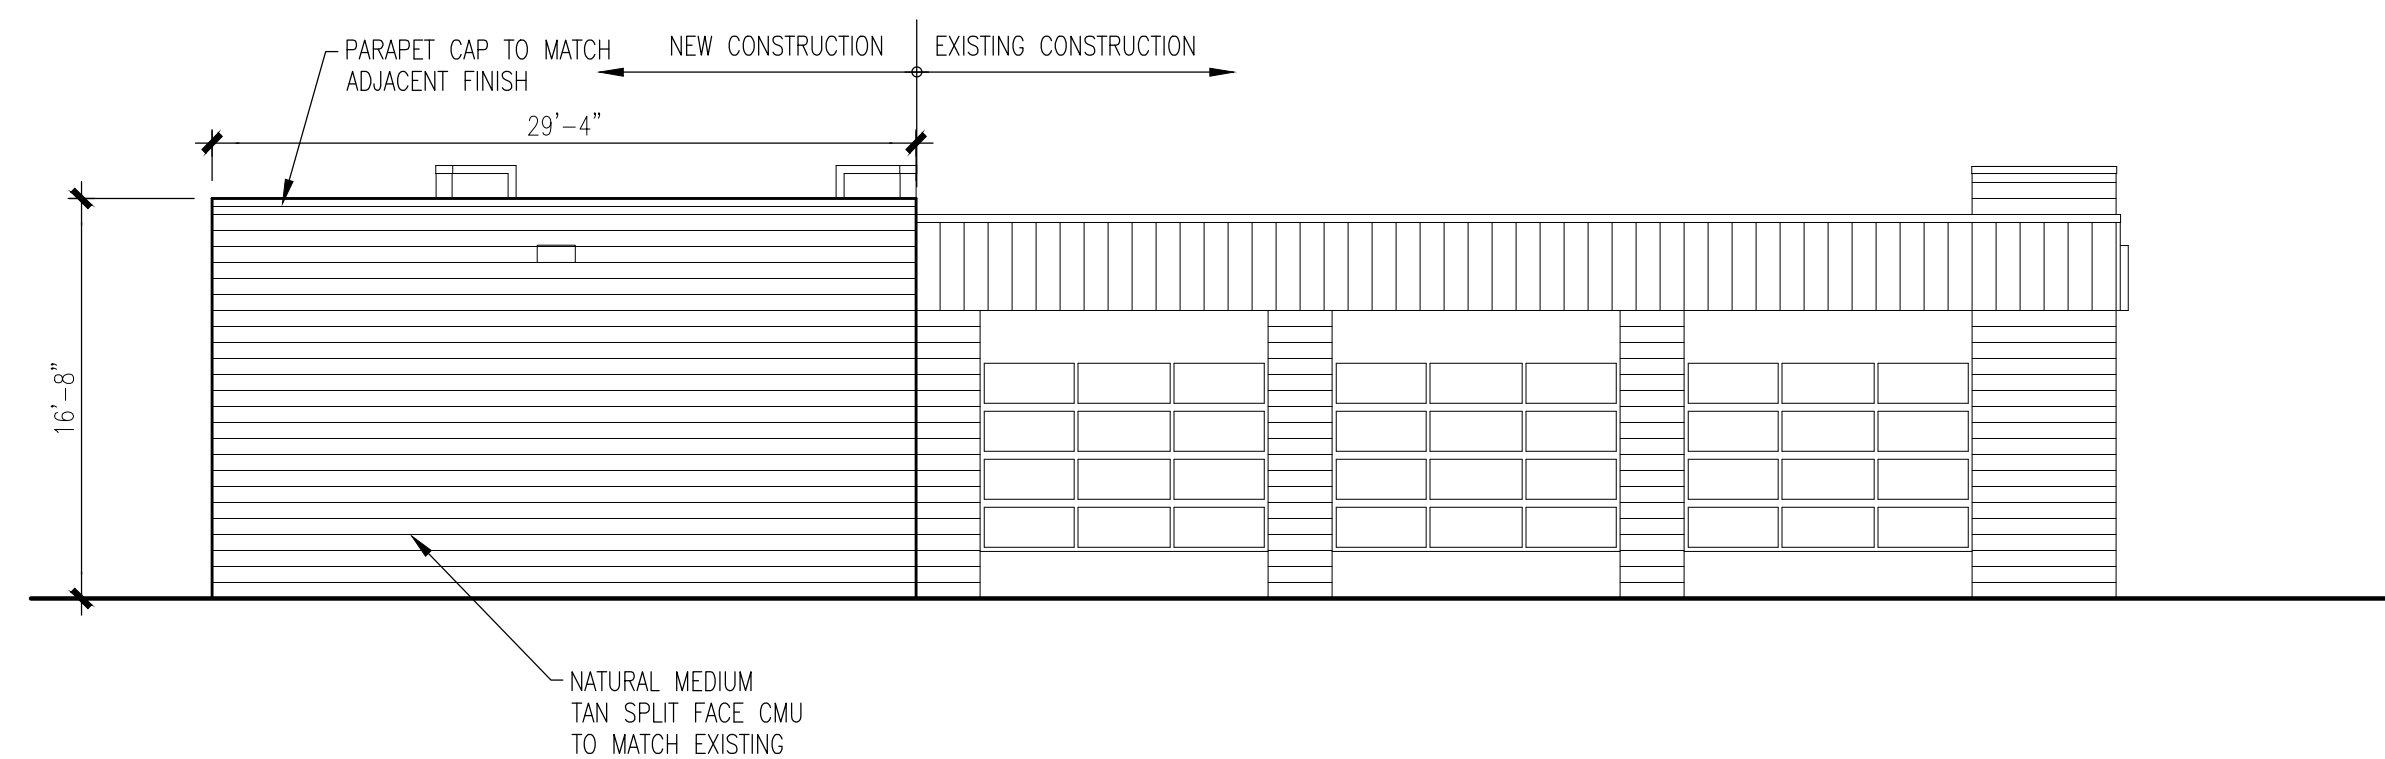 PARAPET CAP TO MATCH
ADJACENT FINISH
NEW CONSTRUCTION
EXISTING CONSTRUCTION
29'-4"
16'-8"
NATURAL MEDIUM
TAN SPLIT FACE CMU
TO MATCH EXISTING